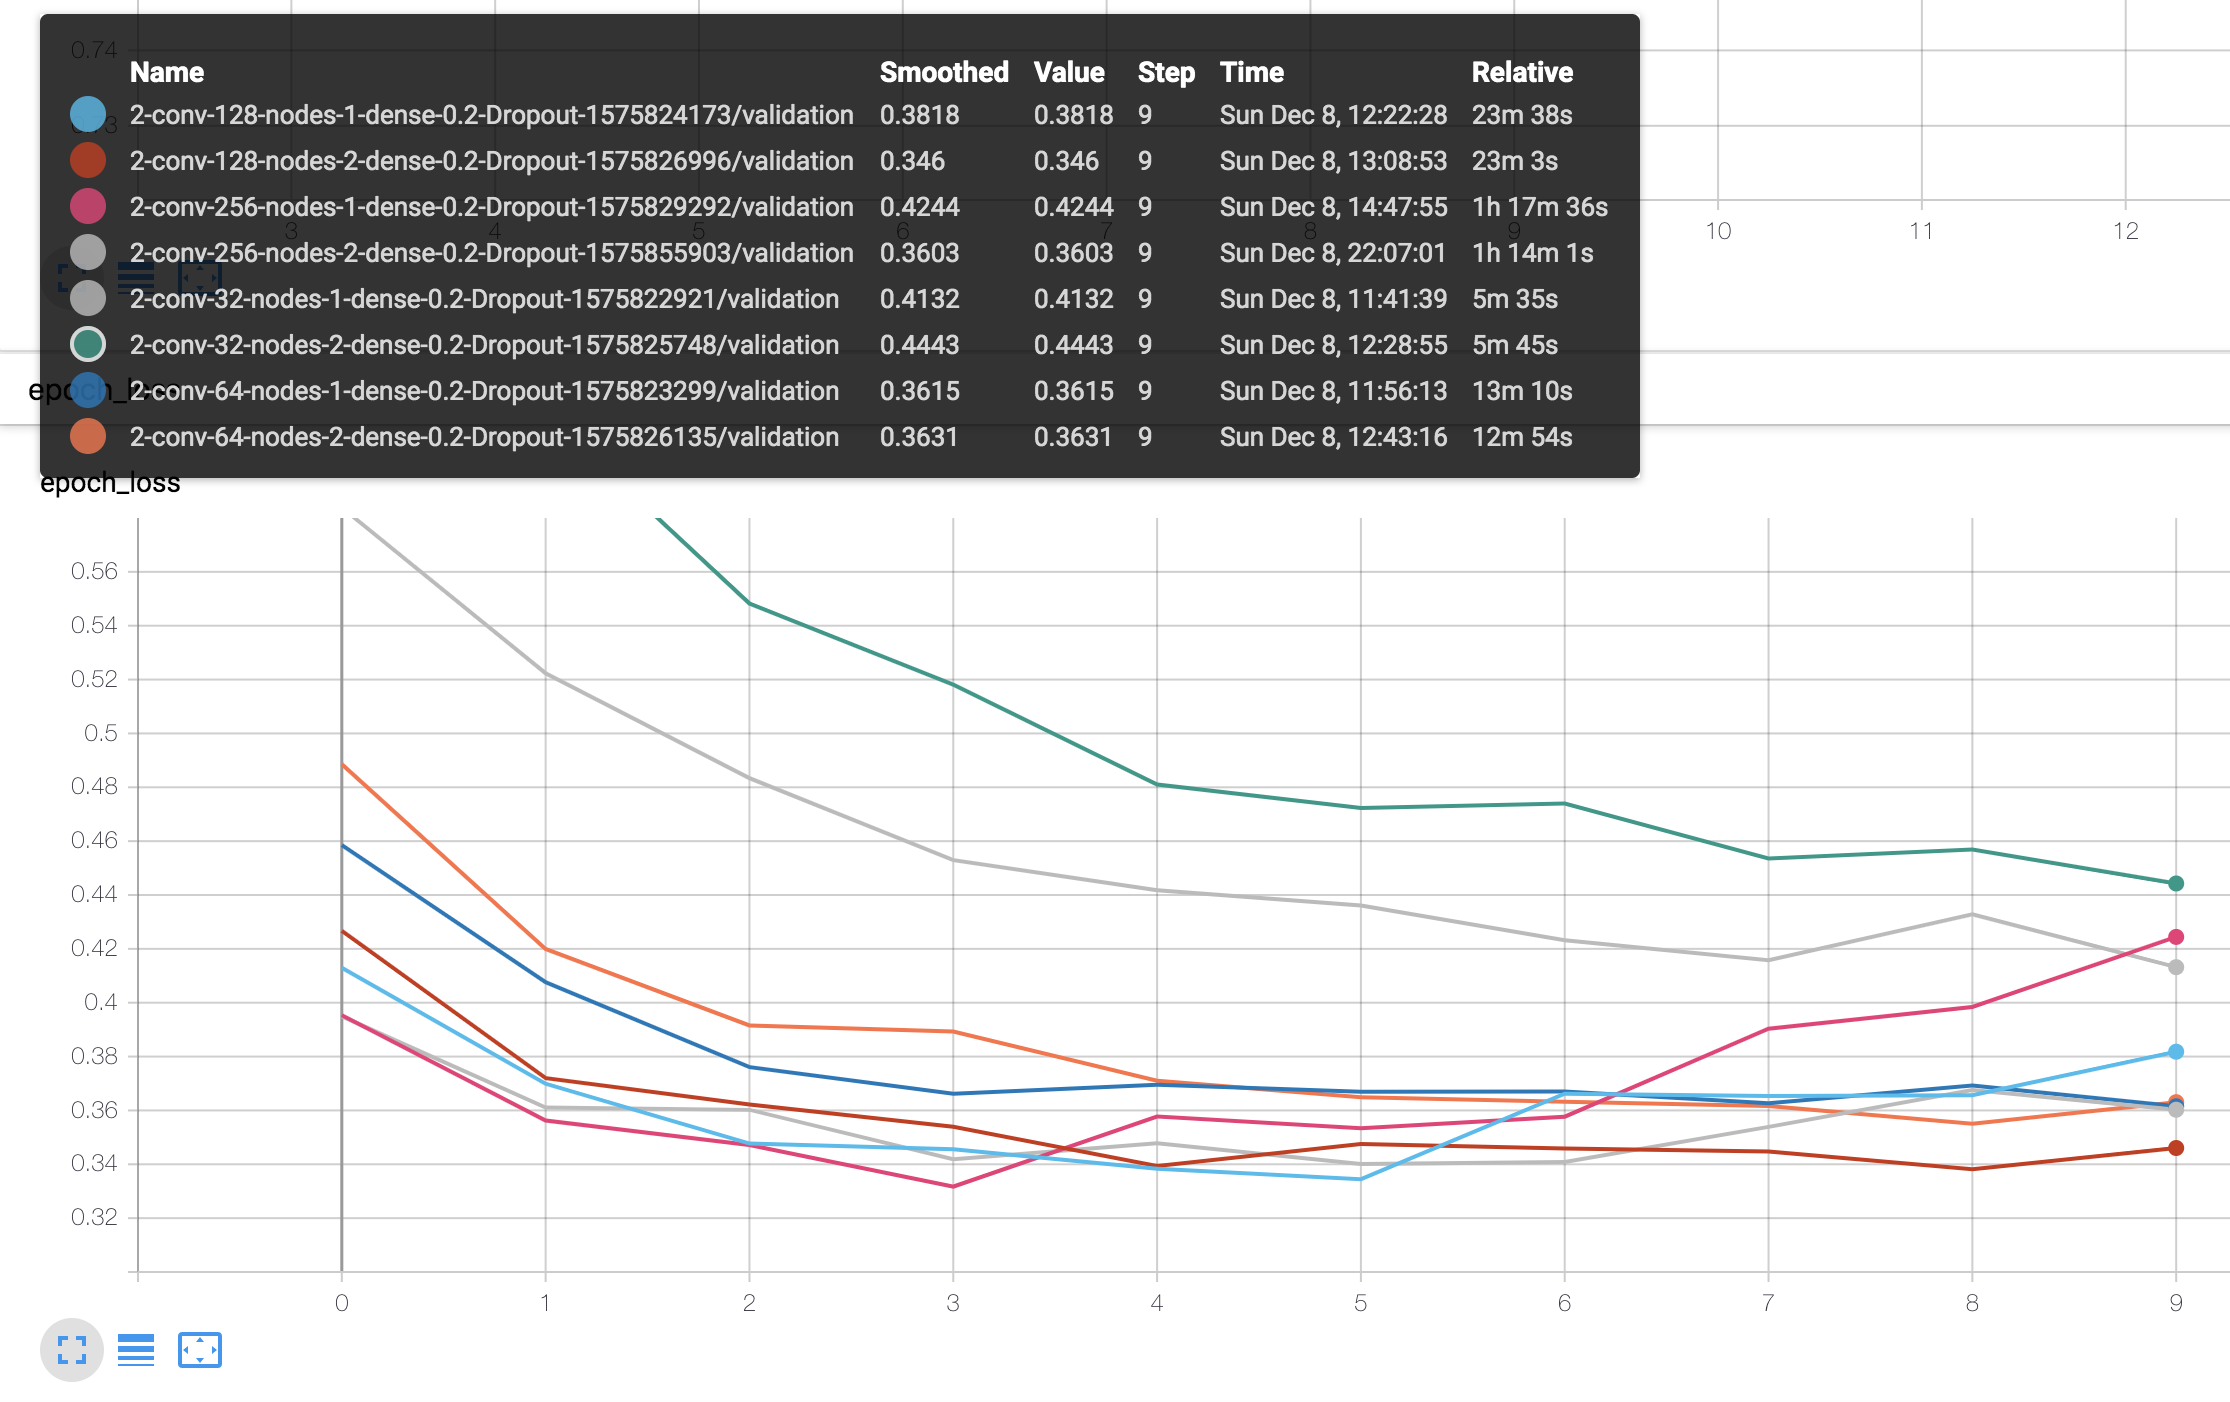 0.74
Name Smoothed Value Step Time Relative
2-conv-128-nodes-1-dense-0.2-Dropout-1575824173/validation 0.3818 0.3818 9 Sun Dec 8, 12:22:28 23m 38s
2-conv-128-nodes-2-dense-0.2-Dropout-1575826996/validation 0.346 0.346 9 Sun Dec 8, 13:08:53 23m 3s
2-conv-256-nodes-1-dense-0.2-Dropout-1575829292/validation 0.4244 0.4244 9 Sun Dec 8, 14:47:55 1h 17m 36s
3 4 5 6 7 8 9 10 11 12
2-conv-256-nodes-2-dense-0.2-Dropout-1575855903/validation 0.3603 0.3603 9 Sun Dec 8, 22:07:01 1h 14m 1s
2-conv-32-nodes-1-dense-0.2-Dropout-1575822921/validation 0.4132 0.4132 9 Sun Dec 8, 11:41:39 5m 35s
2-conv-32-nodes-2-dense-0.2-Dropout-1575825748/validation 0.4443 0.4443 9 Sun Dec 8, 12:28:55 5m 45s
epoch_loss
2-conv-64-nodes-1-dense-0.2-Dropout-1575823299/validation 0.3615 0.3615 9 Sun Dec 8, 11:56:13 13m 10s
2-conv-64-nodes-2-dense-0.2-Dropout-1575826135/validation 0.3631 0.3631 9 Sun Dec 8, 12:43:16 12m 54s
epoch_loss
0.56
0.54
0.52
0.5
0.48
0.46
0.44
0.42
0.4
0.38
0.36
0.34
0.32
0 1 2 3 4 5 6 7 8 9